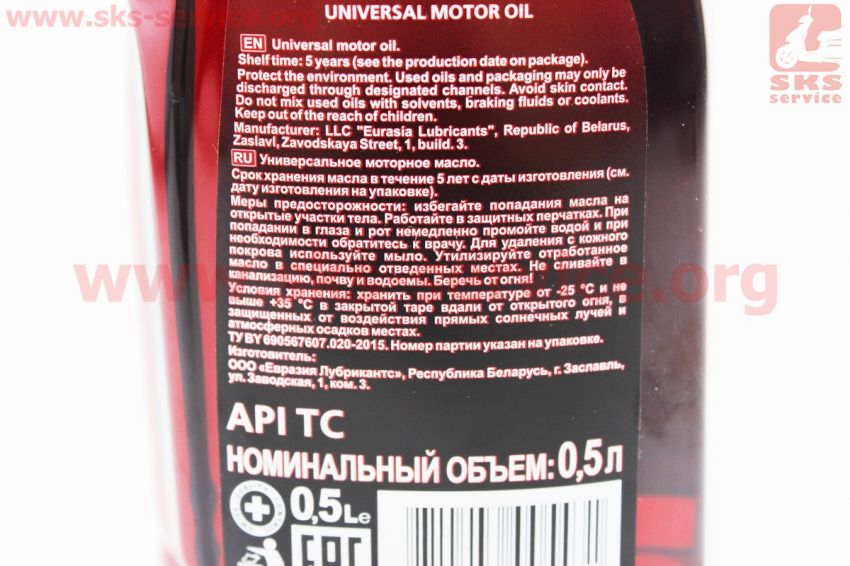 www.sks-service.org
SKS
service
UNIVERSAL MOTOR OIL
EN Universal motor oil.
Shelf time: 5 years (see the production date on package).
Protect the environment. Used oils and packaging may only be
discharged through designated channels. Avoid skin contact.
Do not mix used oils with solvents, braking fluids or coolants.
Keep out of the reach of children.
Manufacturer: LLC "Eurasia Lubricants", Republic of Belarus,
Zaslavl, Zavodskaya Street, 1, build. 3.
RU Универсальное моторное масло.
Срок хранения масла в течение 5 лет с даты изготовления (см.
дату изготовления на упаковке).
Меры предосторожности: избегайте попадания масла на
открытые участки тела. Работайте в защитных перчатках. При
попадании в глаза и рот немедленно промойте водой и при
необходимости обратитесь к врачу. Для удаления с кожного
покрова используйте мыло. Утилизируйте отработанное
масло в специально отведенных местах. Не сливайте в
канализацию, почву и водоемы. Беречь от огня!
Условия хранения: хранить при температуре от -25 °C и не
выше +35 °C в закрытой таре вдали от открытого огня, в
защищенных от воздействия прямых солнечных лучей и
атмосферных осадков местах.
ТУ BY 690567607.020-2015. Номер партии указан на упаковке.
Изготовитель:
ООО «Евразия Лубрикантс», Республика Беларусь, г. Заславль,
ул. Заводская, 1, ком. 3.
API TC
НОМИНАЛЬНЫЙ ОБЪЕМ: 0,5 л
0,5Le
EAC